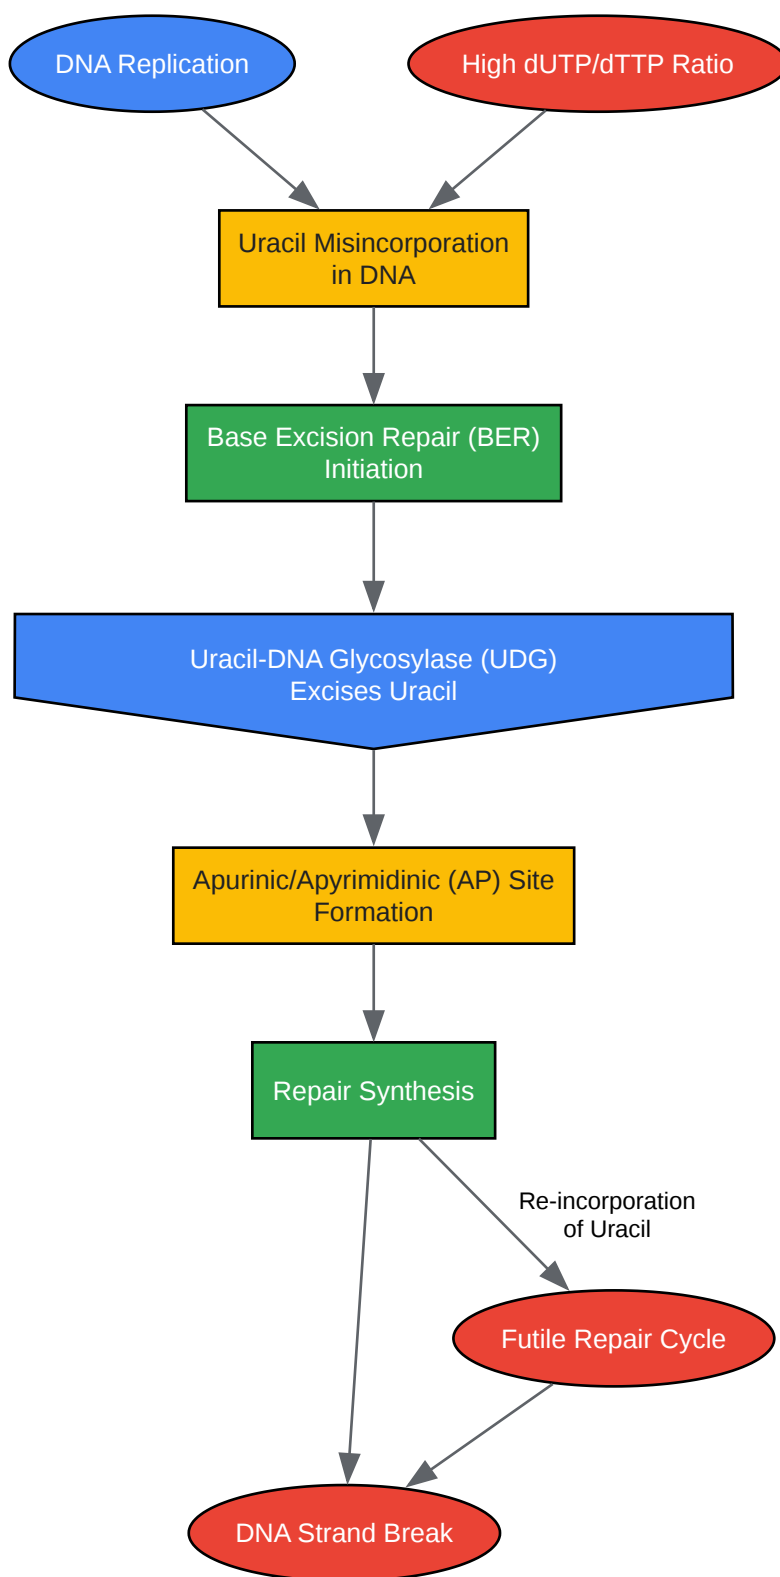 DNA Replication
High dUTP/dTTP Ratio
Uracil Misincorporation
in DNA
Base Excision Repair (BER)
Initiation
Uracil-DNA Glycosylase (UDG)
Excises Uracil
Apurinic/Apyrimidinic (AP) Site
Formation
Repair Synthesis
Re-incorporation
of Uracil
Futile Repair Cycle
DNA Strand Break